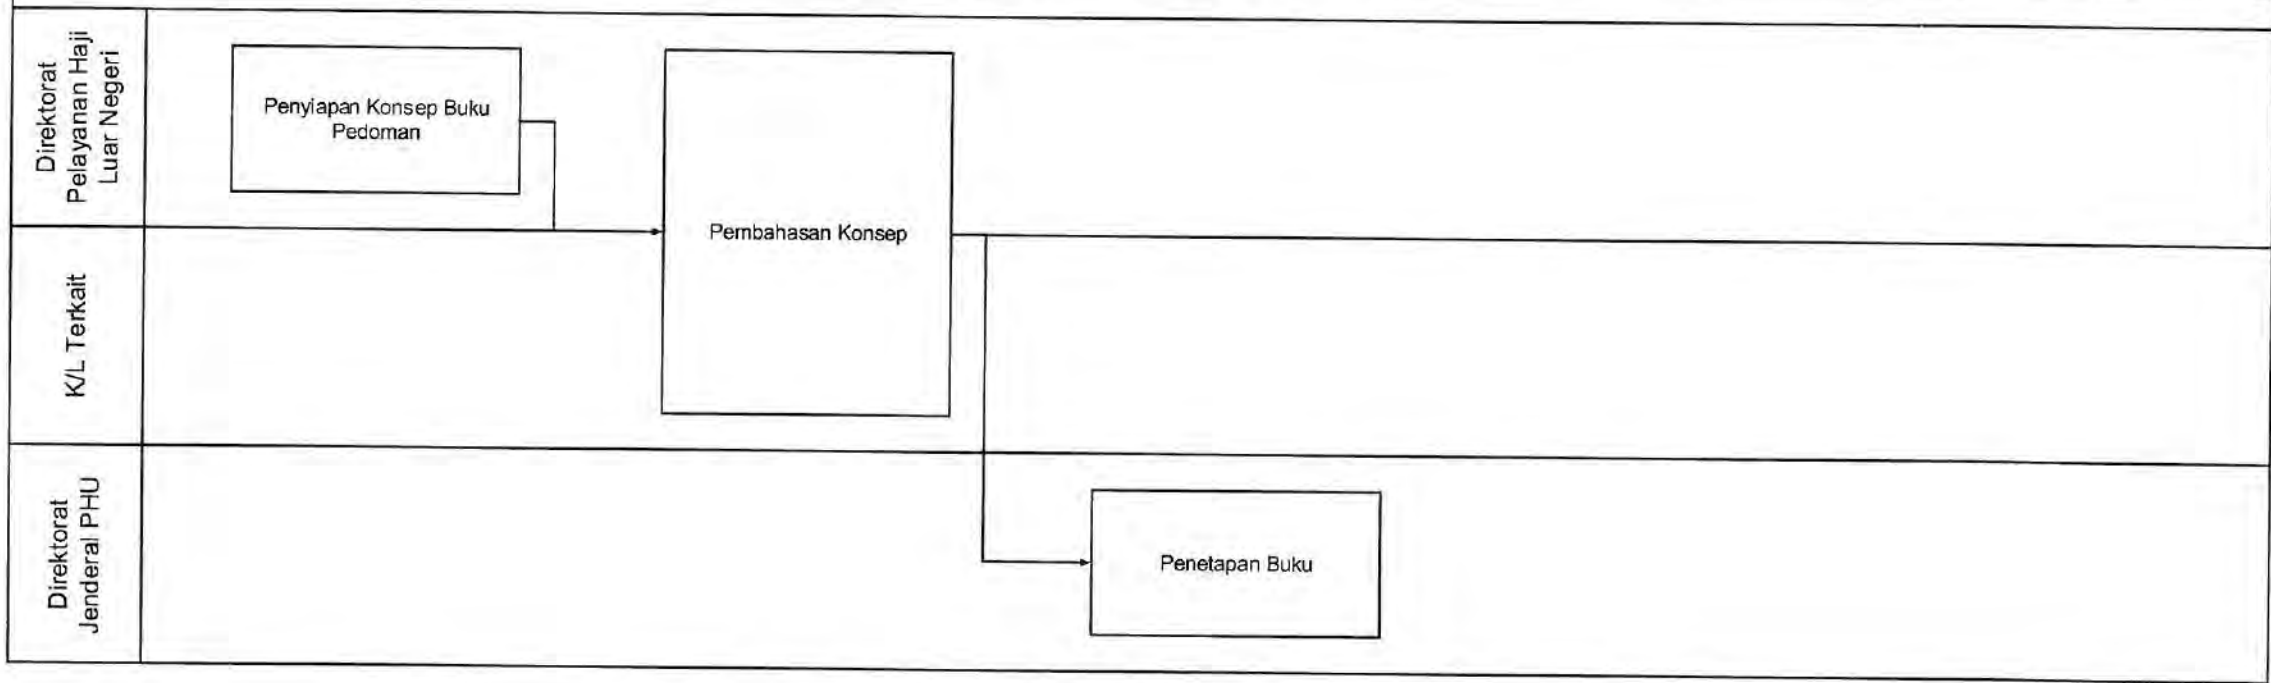 Direktorat
Pelayanan Haji
Luar Negeri
Penyiapan Konsep Buku
Pedoman
Pembahasan Konsep
K/L Terkait
Direktorat
Jenderal PHU
Penetapan Buku